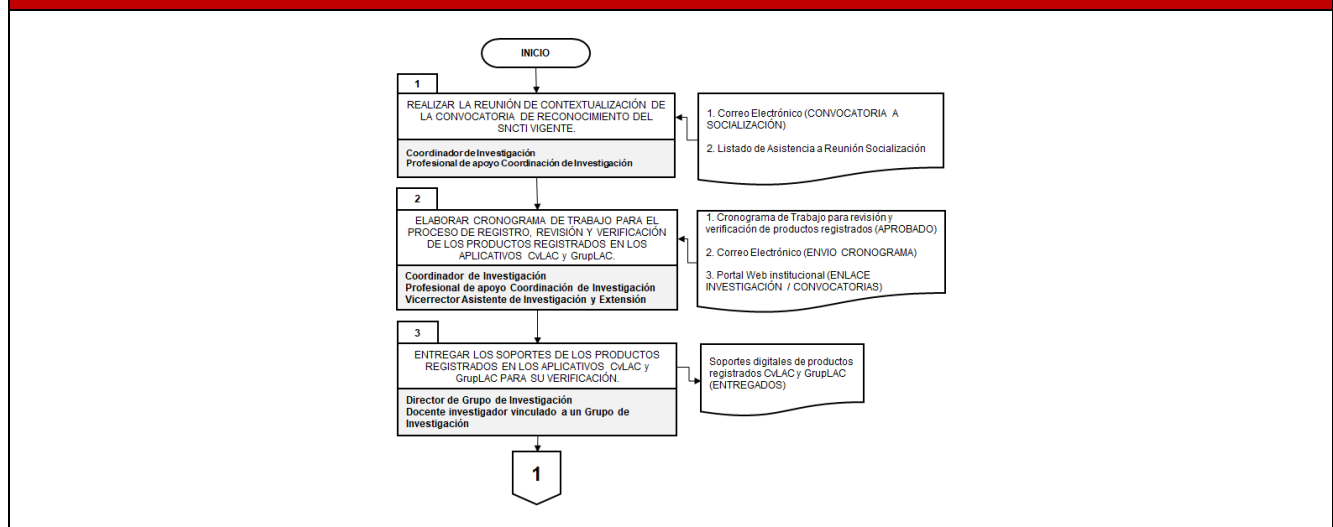 INICIO
1
REALIZAR LA REUNIÓN DE CONTEXTUALIZACIÓN DE
LA CONVOCATORIA DE RECONOCIMIENTO DEL
SNCTI VIGENTE.
Coordinador de Investigación
Profesional de apoyo Coordinación de Investigación
1. Correo Electrónico (CONVOCATORIA A
SOCIALIZACIÓN)
2. Listado de Asistencia a Reunión Socialización
2
ELABORAR CRONOGRAMA DE TRABAJO PARA EL
PROCESO DE REGISTRO, REVISIÓN Y VERIFICACIÓN
DE LOS PRODUCTOS REGISTRADOS EN LOS
APLICATIVOS CvLAC y GrupLAC.
Coordinador de Investigación
Profesional de apoyo Coordinación de Investigación
Vicerrector Asistente de Investigación y Extensión
1. Cronograma de Trabajo para revisión y
verificación de productos registrados (APROBADO)
2. Correo Electrónico (ENVIO CRONOGRAMA)
3. Portal Web institucional (ENLACE
INVESTIGACIÓN / CONVOCATORIAS)
3
ENTREGAR LOS SOPORTES DE LOS PRODUCTOS
REGISTRADOS EN LOS APLICATIVOS CvLAC y
GrupLAC PARA SU VERIFICACIÓN.
Director de Grupo de Investigación
Docente investigador vinculado a un Grupo de
Investigación
Soportes digitales de productos
registrados CvLAC y GrupLAC
(ENTREGADOS)
1